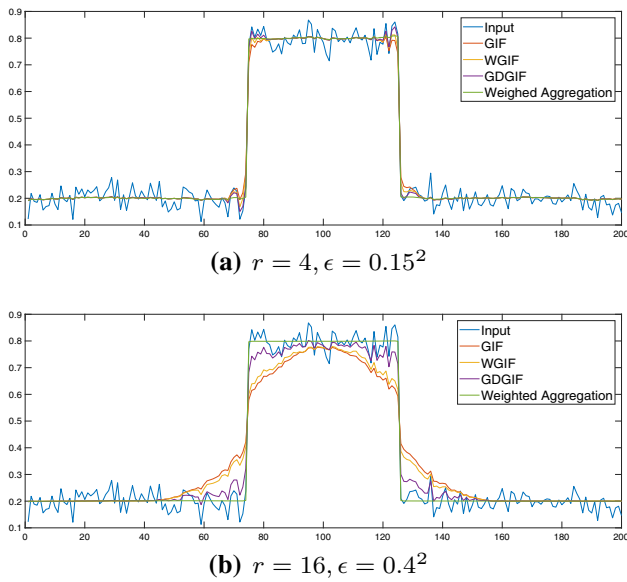 0.9
0.8
0.7
0.6
0.5
0.4
0.3
0.2
0.1
0 20 40 60 80 100 120 140 160 180 200
Input
GIF
WGIF
GDGIF
Weighed Aggregation
(a) r = 4, ϵ = 0.15²
0.9
0.8
0.7
0.6
0.5
0.4
0.3
0.2
0.1
0 20 40 60 80 100 120 140 160 180 200
Input
GIF
WGIF
GDGIF
Weighted Aggregation
(b) r = 16, ϵ = 0.4²